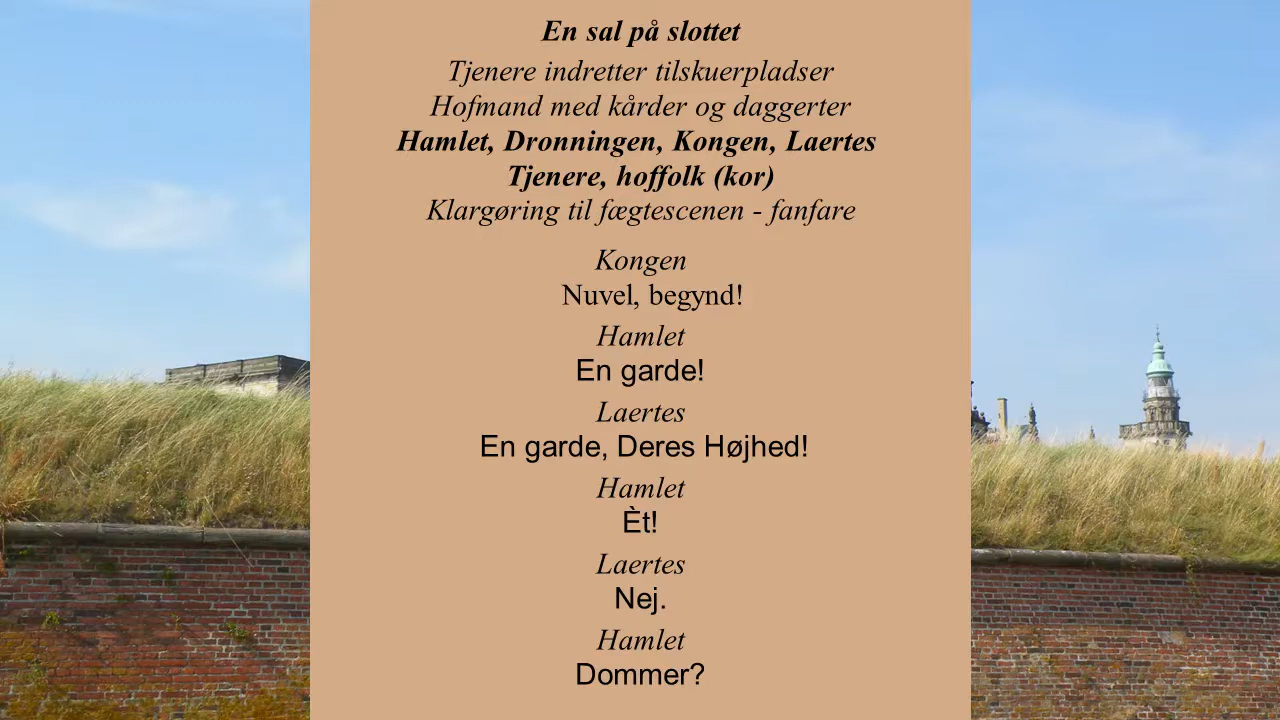 En sal på slottet
Tjenere indretter tilskuerpladser
Hofmand med kårder og daggerter
Hamlet, Dronningen, Kongen, Laertes
Tjenere, hoffolk (kor)
Klargøring til fægtescenen - fanfare
Kongen
Nuvel, begynd!
Hamlet
En garde!
Laertes
En garde, Deres Højhed!
Hamlet
Èt!
Laertes
Nej.
Hamlet
Dommer?